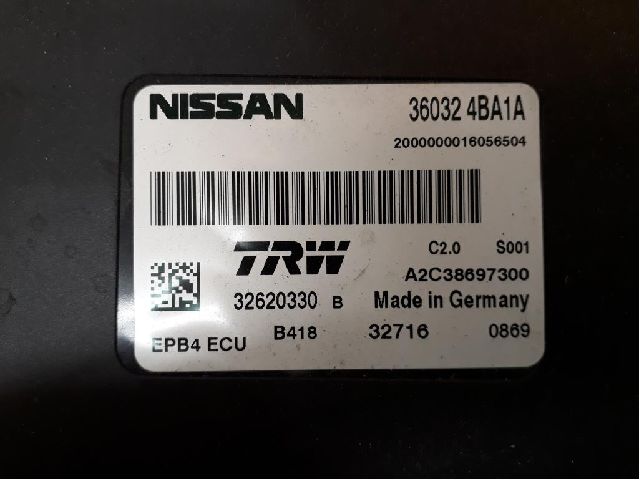 NISSAN 36032 4BA1A
2000000016056504
TRW C2.0 S001
A2C38697300
32620330 B Made in Germany
EPB4 ECU B418 32716 0869